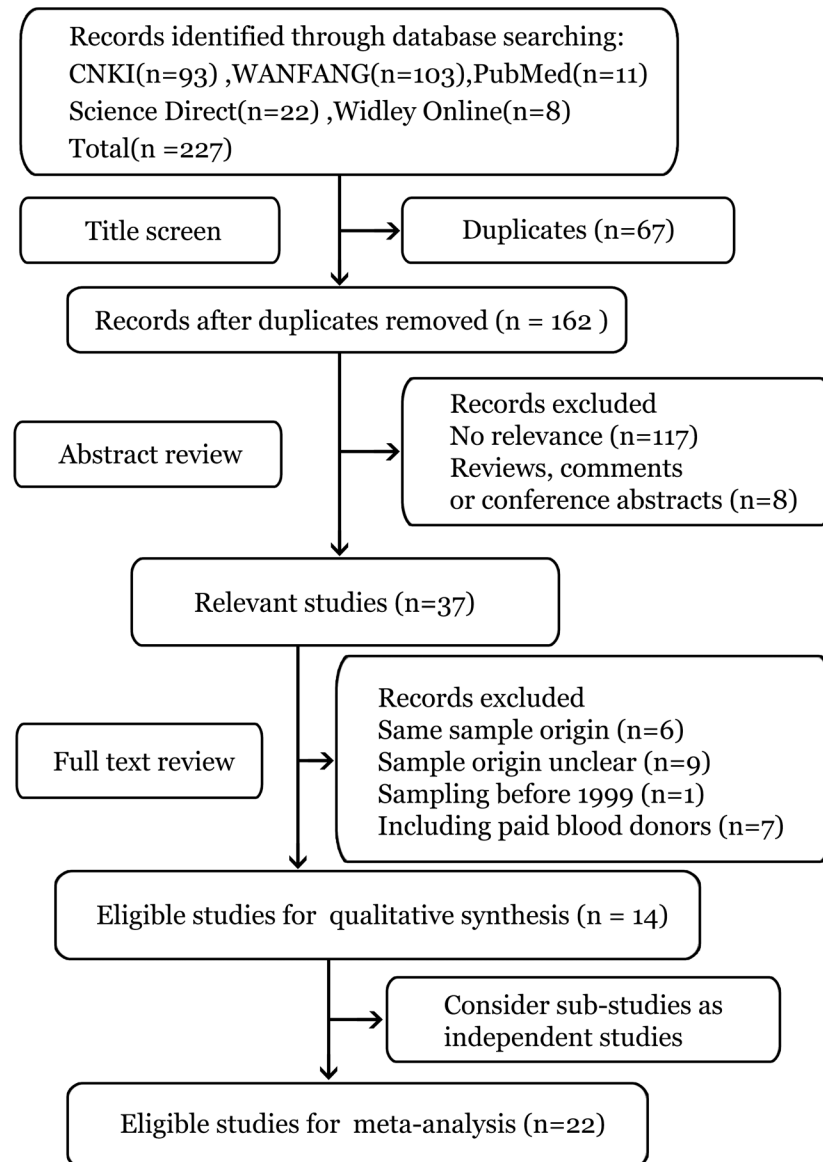 Records identified through database searching:
CNKI(n=93) ,WANFANG(n=103),PubMed(n=11)
Science Direct(n=22) ,Widley Online(n=8)
Total(n =227)
Title screen
Duplicates (n=67)
Records after duplicates removed (n = 162 )
Abstract review
Records excluded
No relevance (n=117)
Reviews, comments
or conference abstracts (n=8)
Relevant studies (n=37)
Full text review
Records excluded
Same sample origin (n=6)
Sample origin unclear (n=9)
Sampling before 1999 (n=1)
Including paid blood donors (n=7)
Eligible studies for qualitative synthesis (n = 14)
Consider sub-studies as
independent studies
Eligible studies for meta-analysis (n=22)